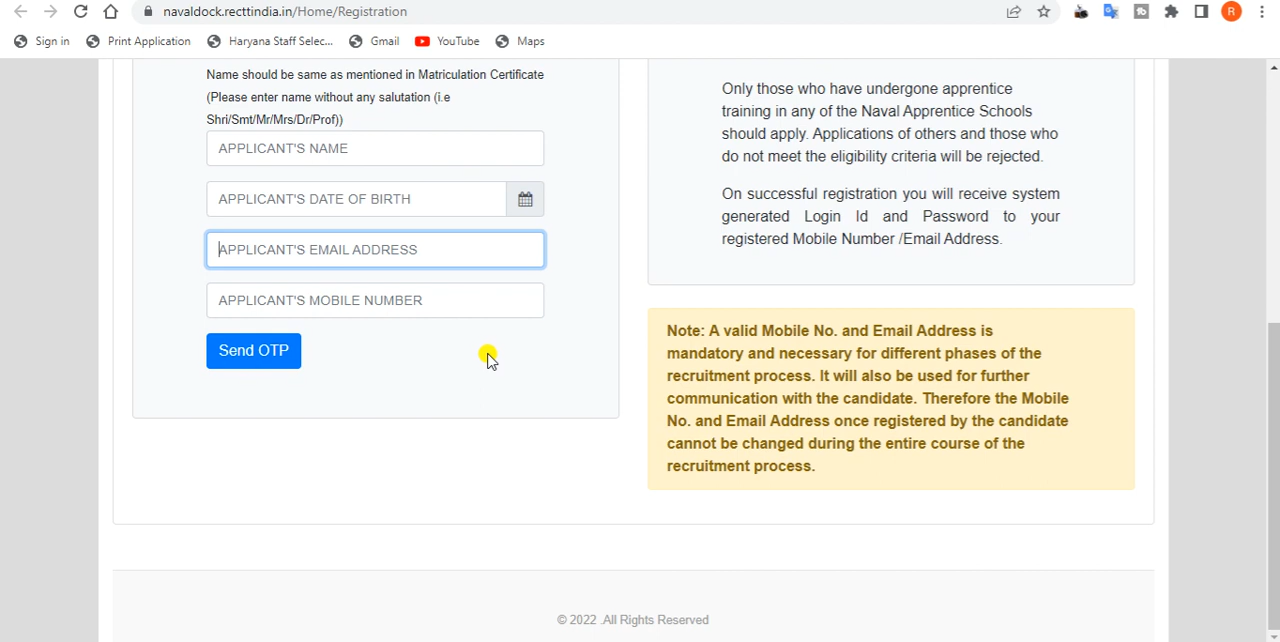 navaldock.recttindia.in/Home/Registration
R
Sign in
Print Application
Haryana Staff Selec...
Gmail
YouTube
Maps
Name should be same as mentioned in Matriculation Certificate
(Please enter name without any salutation (i.e
Shri/Smt/Mr/Mrs/Dr/Prof))
APPLICANT'S NAME
APPLICANT'S DATE OF BIRTH
APPLICANT'S EMAIL ADDRESS
APPLICANT'S MOBILE NUMBER
Send OTP
Only those who have undergone apprentice
training in any of the Naval Apprentice Schools
should apply. Applications of others and those who
do not meet the eligibility criteria will be rejected.
On successful registration you will receive system
generated Login Id and Password to your
registered Mobile Number /Email Address.
Note: A valid Mobile No. and Email Address is
mandatory and necessary for different phases of the
recruitment process. It will also be used for further
communication with the candidate. Therefore the Mobile
No. and Email Address once registered by the candidate
cannot be changed during the entire course of the
recruitment process.
© 2022 .All Rights Reserved